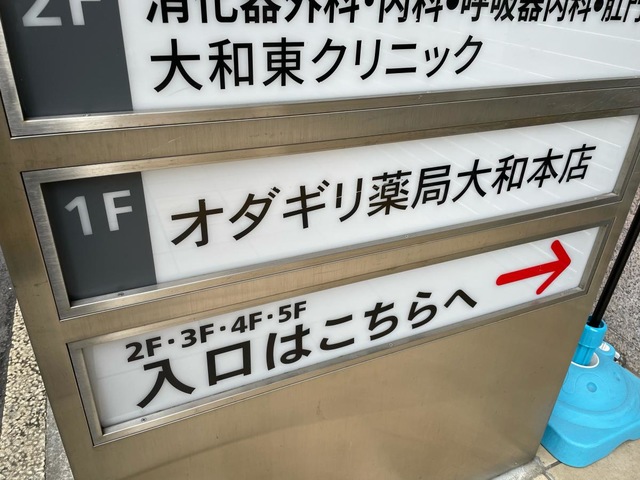 2F
消化器外科・内科・呼吸器内科・肛門
大和東クリニック
1F
オダギリ薬局大和本店
2F・3F・4F・5F
入口はこちらへ